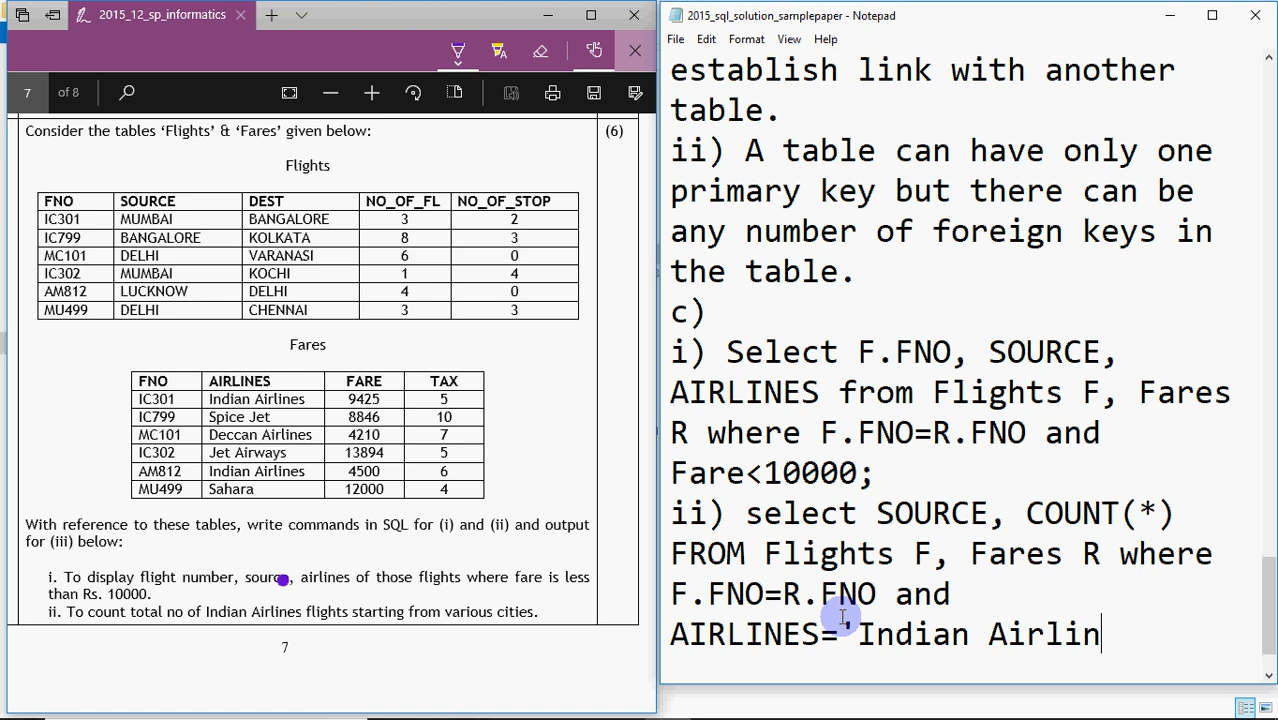 2015_12_sp_informatics
7 of 8
Consider the tables ‘Flights’ & ‘Fares’ given below: (6)
Flights
FNO SOURCE DEST NO_OF_FL NO_OF_STOP
IC301 MUMBAI BANGALORE 3 2
IC799 BANGALORE KOLKATA 8 3
MC101 DELHI VARANASI 6 0
IC302 MUMBAI KOCHI 1 4
AM812 LUCKNOW DELHI 4 0
MU499 DELHI CHENNAI 3 3
Fares
FNO AIRLINES FARE TAX
IC301 Indian Airlines 9425 5
IC799 Spice Jet 8846 10
MC101 Deccan Airlines 4210 7
IC302 Jet Airways 13894 5
AM812 Indian Airlines 4500 6
MU499 Sahara 12000 4
With reference to these tables, write commands in SQL for (i) and (ii) and output
for (iii) below:
i. To display flight number, source, airlines of those flights where fare is less
than Rs. 10000.
ii. To count total no of Indian Airlines flights starting from various cities.
7
2015_sql_solution_samplepaper - Notepad
File Edit Format View Help
establish link with another
table.
ii) A table can have only one
primary key but there can be
any number of foreign keys in
the table.
c)
i) Select F.FNO, SOURCE,
AIRLINES from Flights F, Fares
R where F.FNO=R.FNO and
Fare<10000;
ii) select SOURCE, COUNT(*)
FROM Flights F, Fares R where
F.FNO=R.FNO and
AIRLINES='Indian Airlin